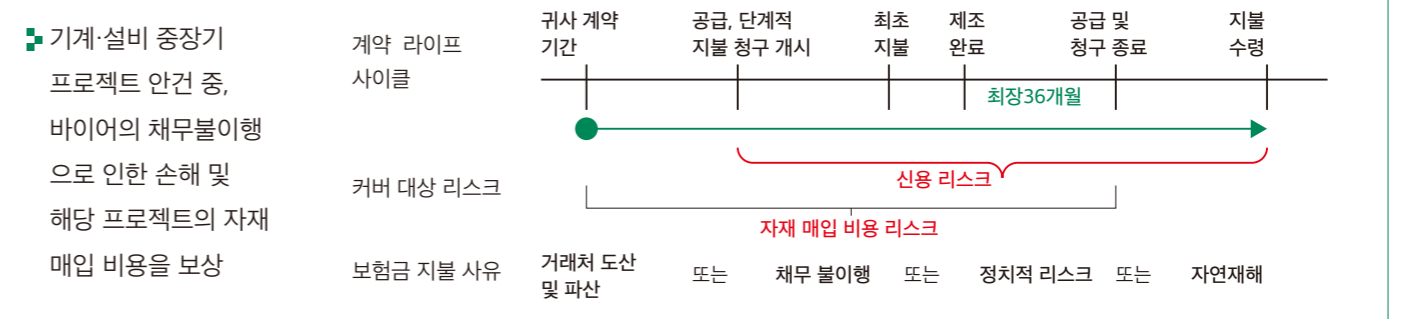 기계·설비 중장기
프로젝트 안건 중,
바이어의 채무불이행
으로 인한 손해 및
해당 프로젝트의 자재
매입 비용을 보상
계약 라이프
사이클
귀사 계약
기간
공급, 단계적
지불 청구 개시
최초
지불
제조
완료
공급 및
청구 종료
지불
수령
최장36개월
커버 대상 리스크
신용 리스크
자재 매입 비용 리스크
보험금 지불 사유
거래처 도산
및 파산
또는
채무 불이행
또는
정치적 리스크
또는
자연재해